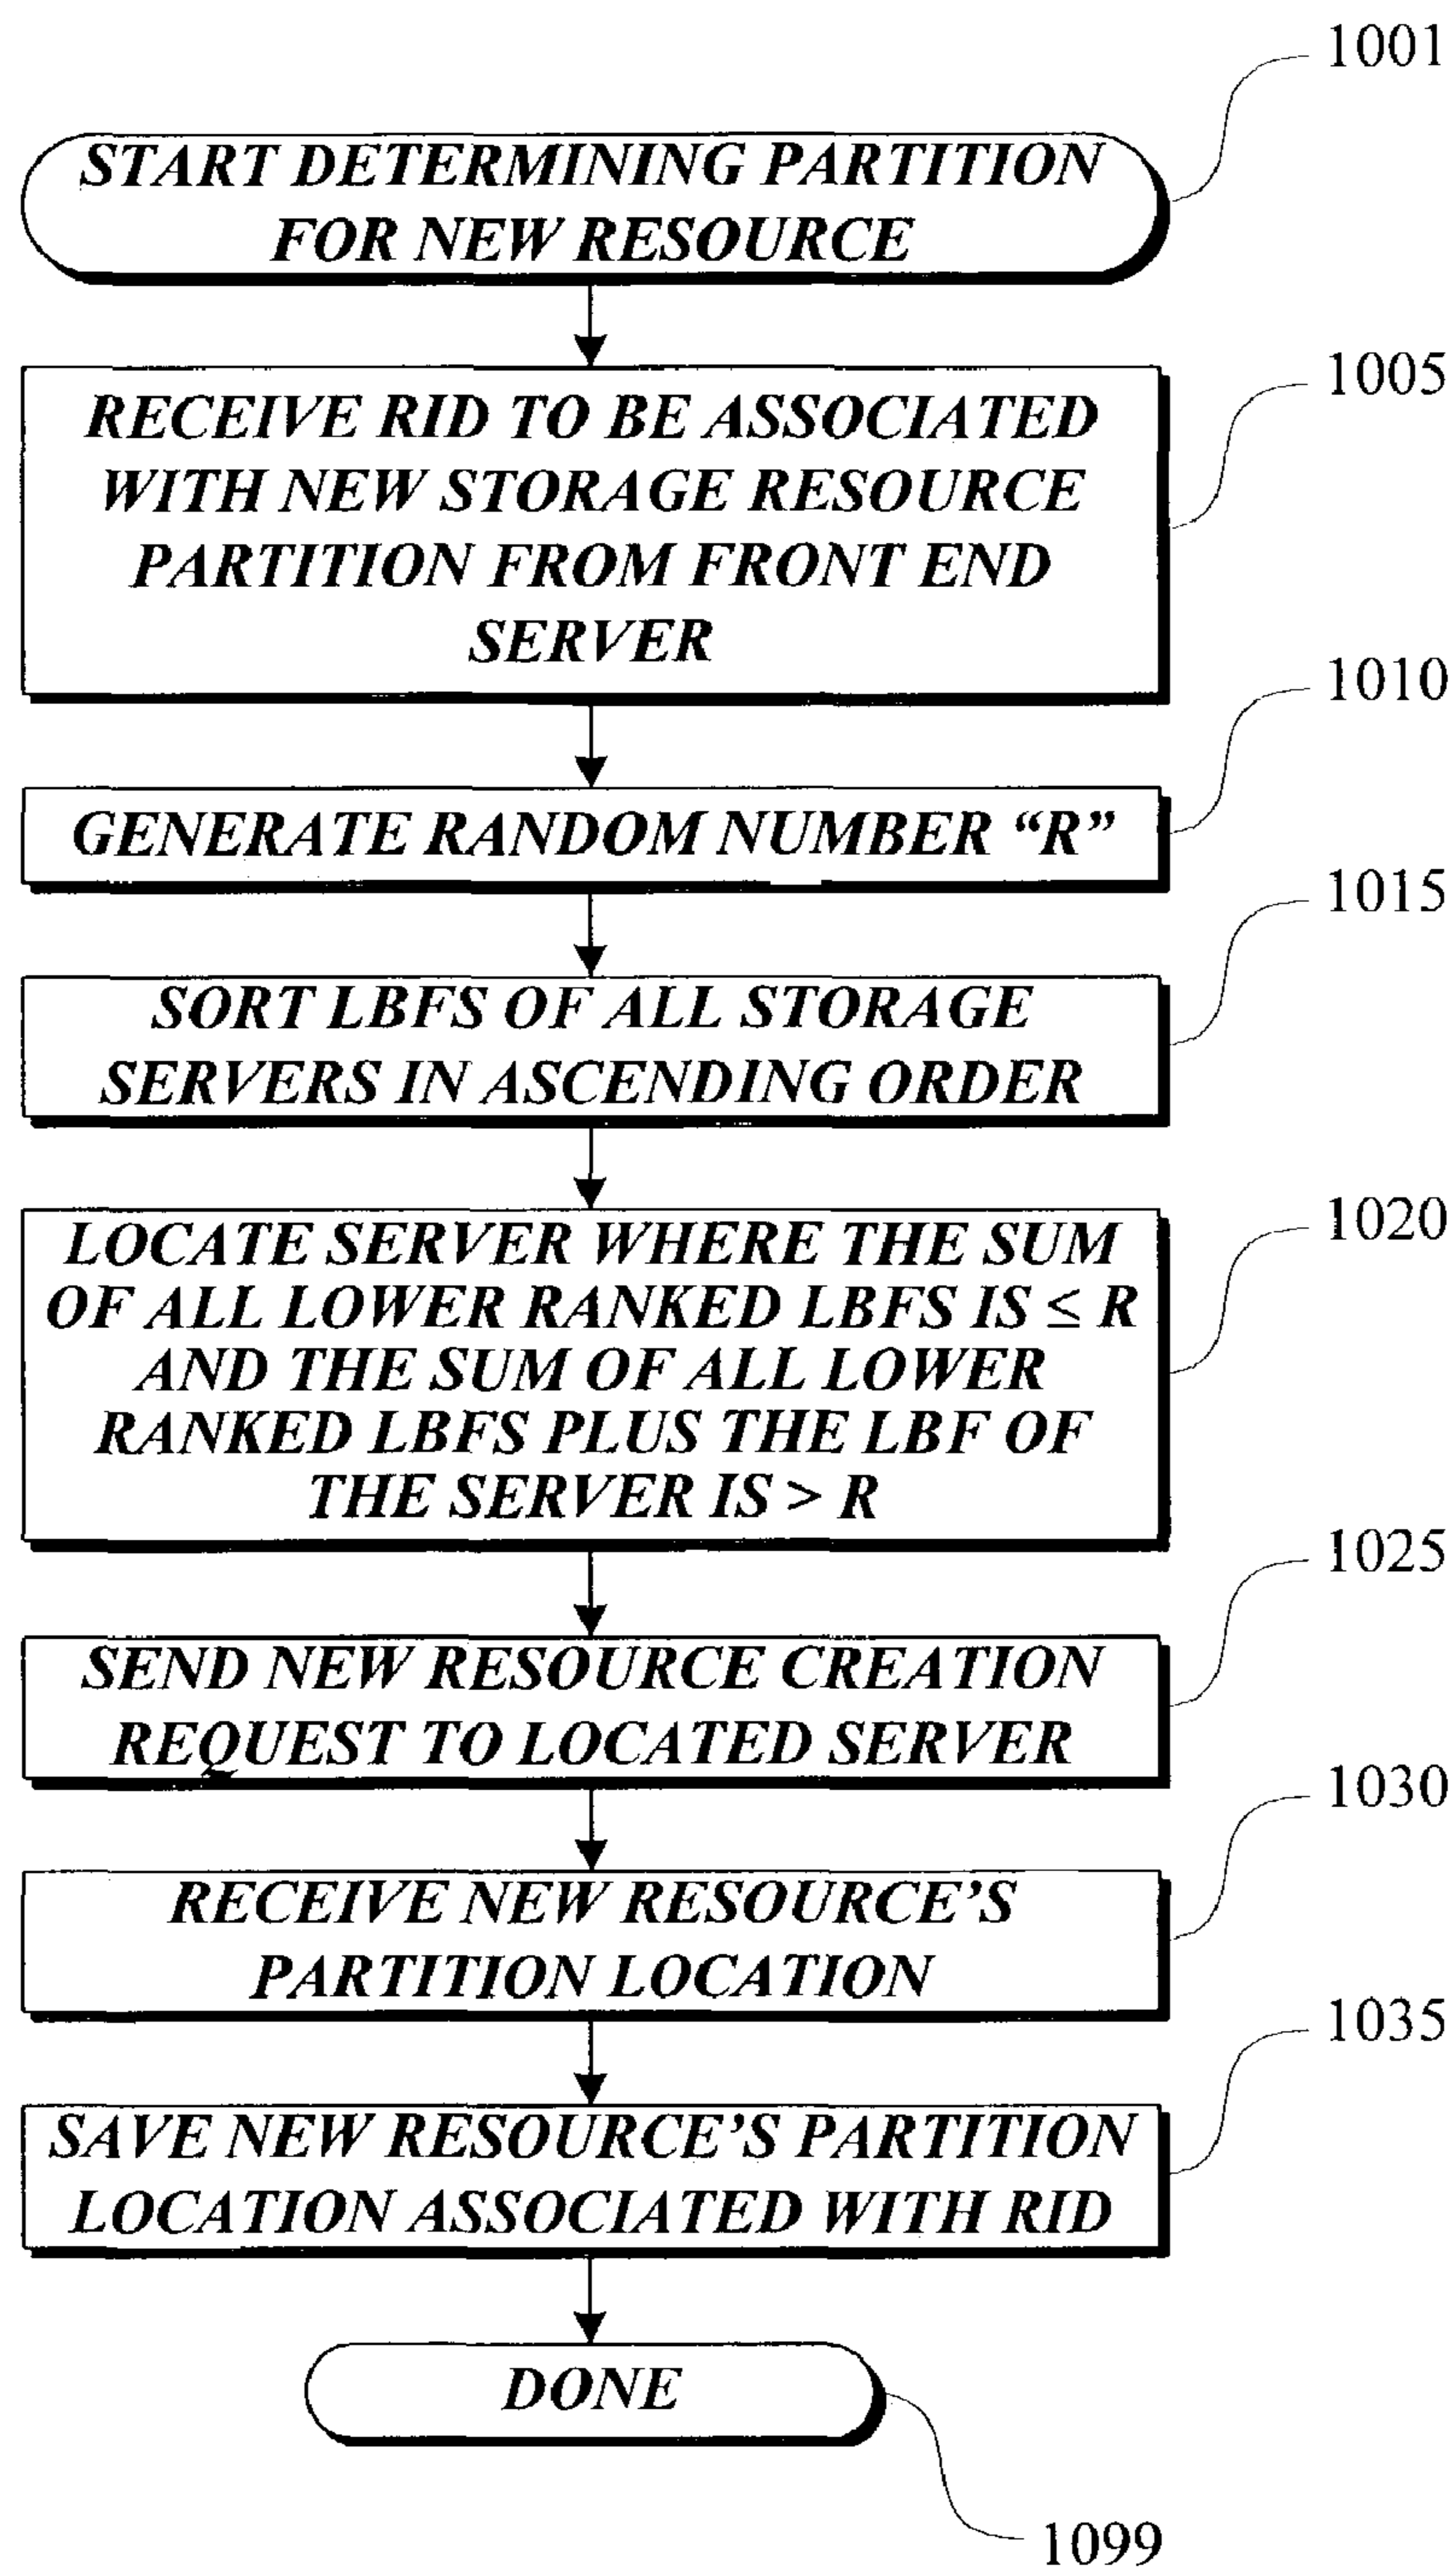 1001
START DETERMINING PARTITION
FOR NEW RESOURCE
1005
RECEIVE RID TO BE ASSOCIATED
WITH NEW STORAGE RESOURCE
PARTITION FROM FRONT END
SERVER
1010
GENERATE RANDOM NUMBER “R”
1015
SORT LBFS OF ALL STORAGE
SERVERS IN ASCENDING ORDER
1020
LOCATE SERVER WHERE THE SUM
OF ALL LOWER RANKED LBFS IS ≤ R
AND THE SUM OF ALL LOWER
RANKED LBFS PLUS THE LBF OF
THE SERVER IS > R
1025
SEND NEW RESOURCE CREATION
REQUEST TO LOCATED SERVER
1030
RECEIVE NEW RESOURCE’S
PARTITION LOCATION
1035
SAVE NEW RESOURCE’S PARTITION
LOCATION ASSOCIATED WITH RID
DONE
1099